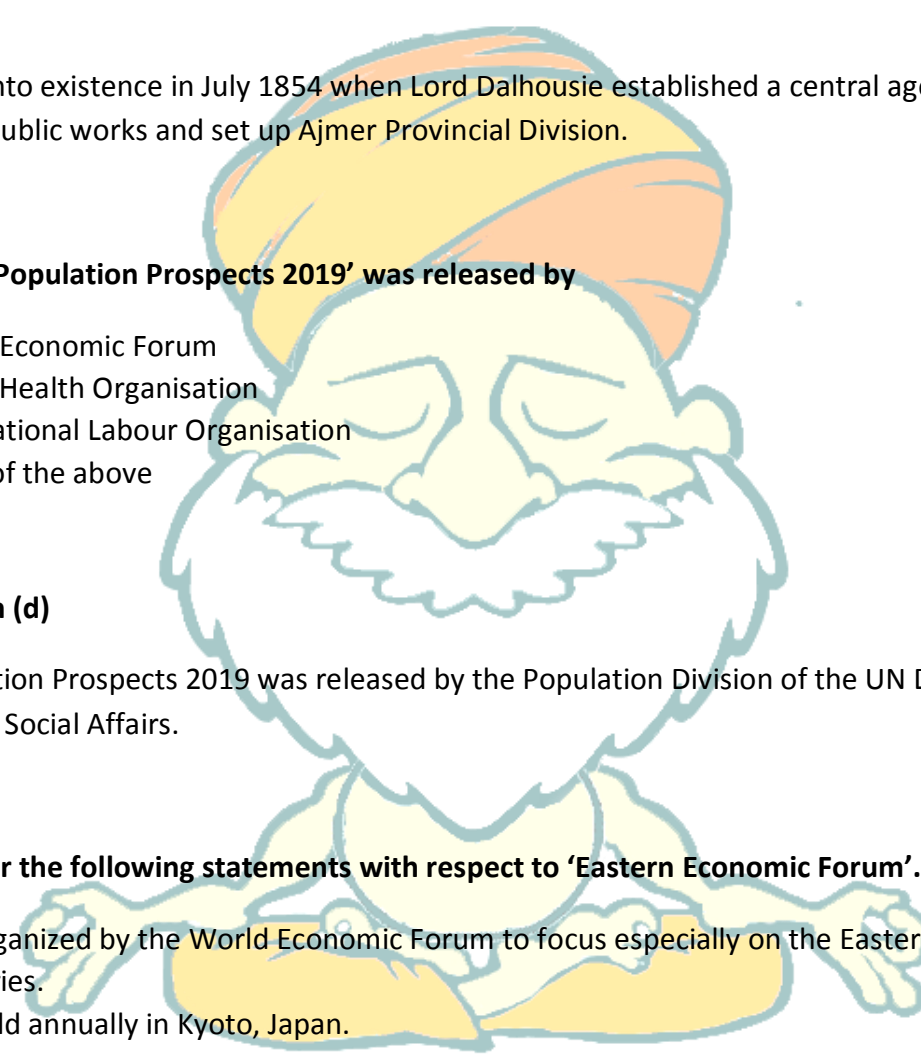 nto existence in July 1854 when Lord Dalhousie established a central age
ublic works and set up Ajmer Provincial Division.
Population Prospects 2019’ was released by
Economic Forum
Health Organisation
ational Labour Organisation
of the above
(d)
tion Prospects 2019 was released by the Population Division of the UN D
Social Affairs.
r the following statements with respect to ‘Eastern Economic Forum’.
ganized by the World Economic Forum to focus especially on the Easter
ries.
ld annually in Kyoto, Japan.